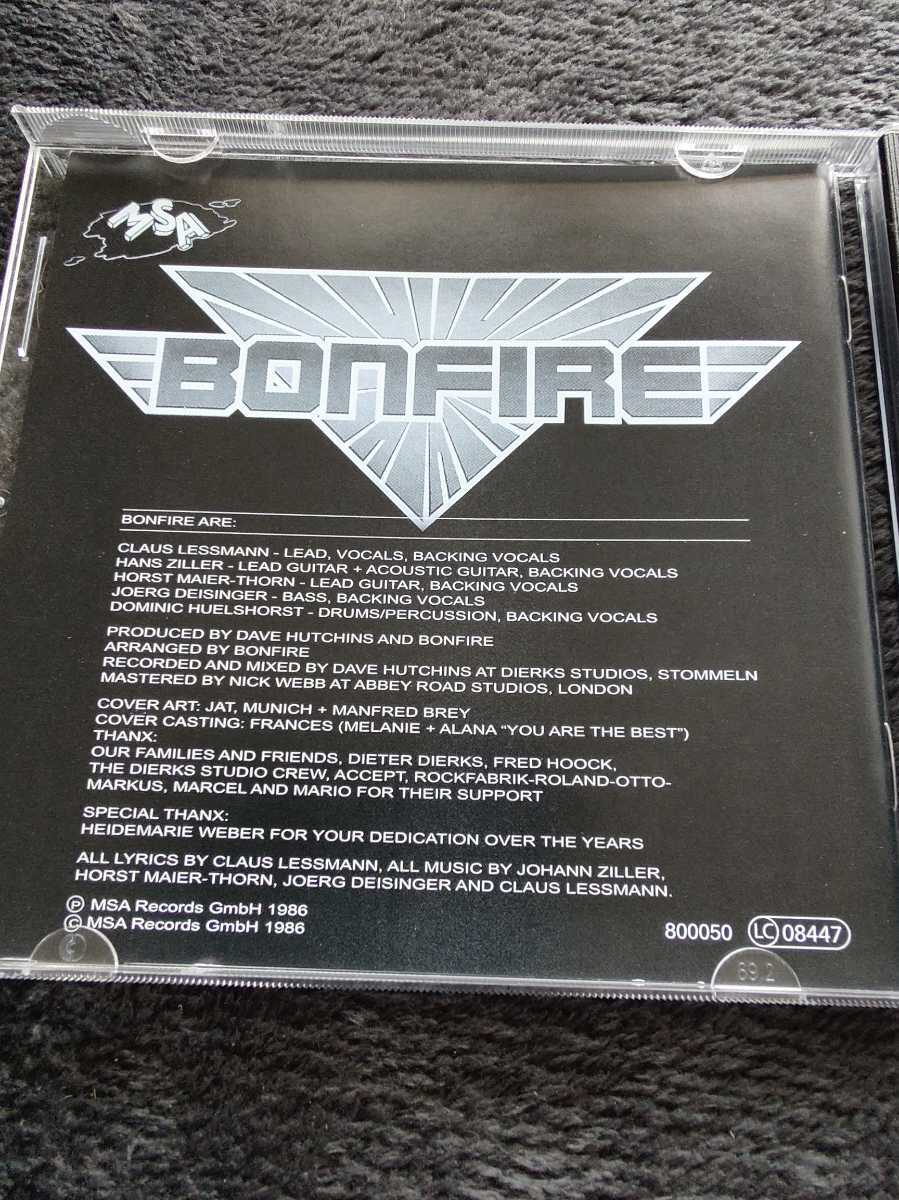 MSA
BONFIRE
BONFIRE ARE:
CLAUS LESSMANN - LEAD, VOCALS, BACKING VOCALS
HANS ZILLER - LEAD GUITAR + ACOUSTIC GUITAR, BACKING VOCALS
HORST MAIER-THORN - LEAD GUITAR, BACKING VOCALS
JOERG DEISINGER - BASS, BACKING VOCALS
DOMINIC HUELSHORST - DRUMS/PERCUSSION, BACKING VOCALS
PRODUCED BY DAVE HUTCHINS AND BONFIRE
ARRANGED BY BONFIRE
RECORDED AND MIXED BY DAVE HUTCHINS AT DIERKS STUDIOS, STOMMELN
MASTERED BY NICK WEBB AT ABBEY ROAD STUDIOS, LONDON
COVER ART: JAT, MUNICH + MANFRED BREY
COVER CASTING: FRANCES (MELANIE + ALANA “YOU ARE THE BEST”)
THANX:
OUR FAMILIES AND FRIENDS, DIETER DIERKS, FRED HOOCK,
THE DIERKS STUDIO CREW, ACCEPT, ROCKFABRIK-ROLAND-OTTO-
MARKUS, MARCEL AND MARIO FOR THEIR SUPPORT
SPECIAL THANX:
HEIDEMARIE WEBER FOR YOUR DEDICATION OVER THE YEARS
ALL LYRICS BY CLAUS LESSMANN, ALL MUSIC BY JOHANN ZILLER,
HORST MAIER-THORN, JOERG DEISINGER AND CLAUS LESSMANN.
℗ MSA Records GmbH 1986
© MSA Records GmbH 1986
800050 LC 08447
69 2